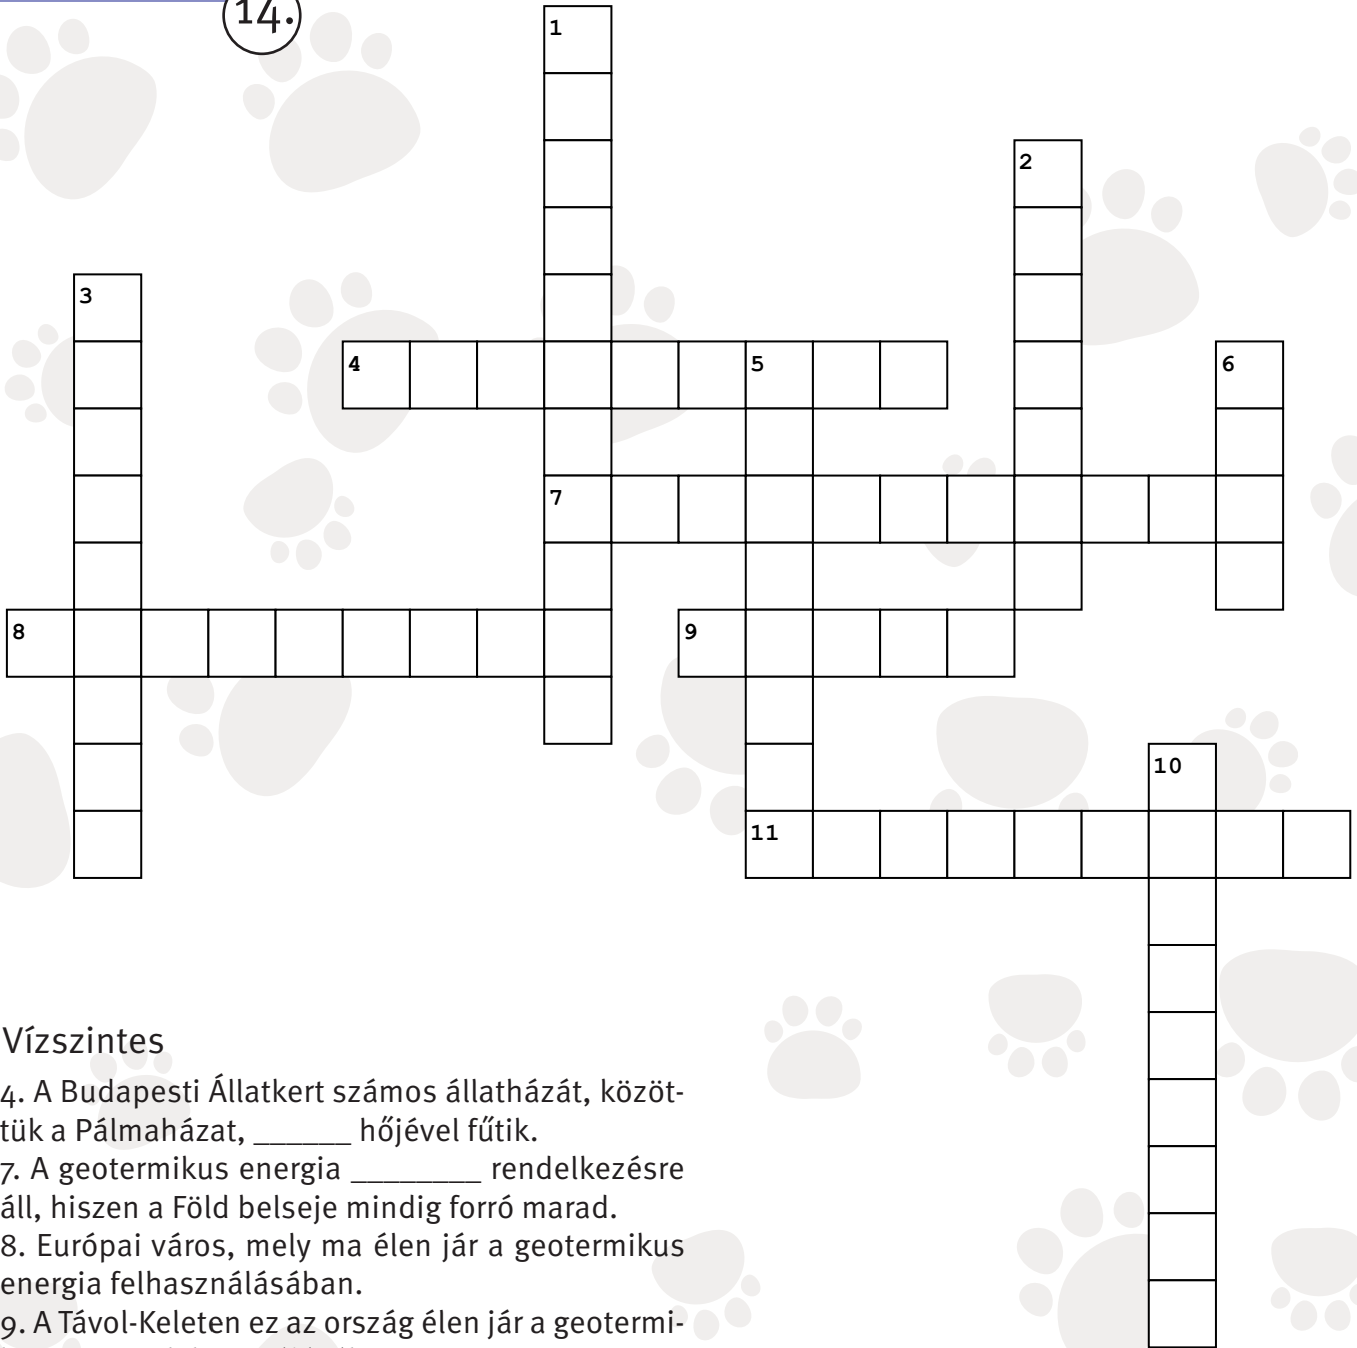 14.
1
2
3
4
5
6
7
8
9
10
11
Vízszintes
4. A Budapesti Állatkert számos állatházát, közöt-
tük a Pálmaházat, ______ hőjével fűtik.
7. A geotermikus energia ________ rendelkezésre
áll, hiszen a Föld belseje mindig forró marad.
8. Európai város, mely ma élen jár a geotermikus
energia felhasználásában.
9. A Távol-Keleten ez az ország élen jár a geotermi-